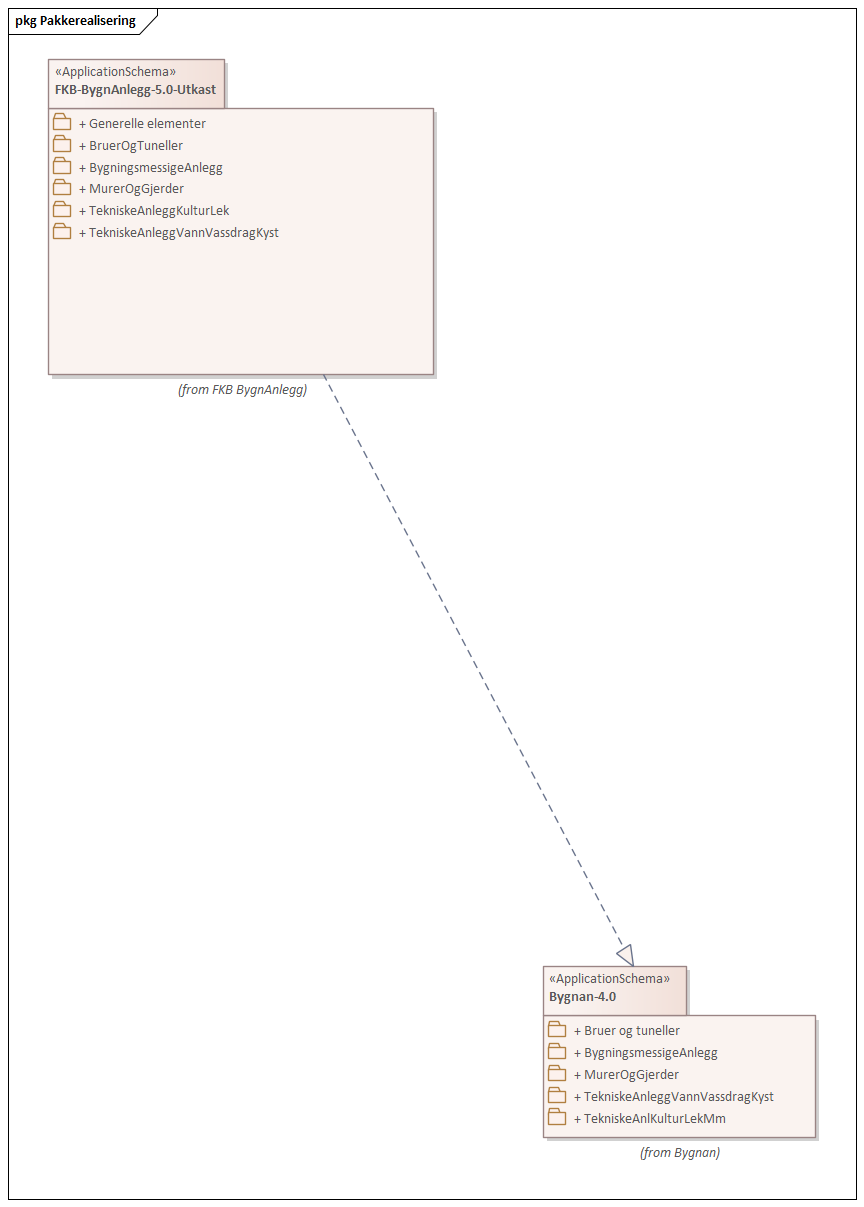 pkg Pakkerealisering
«ApplicationSchema»
FKB-BygnAnlegg-5.0-Utkast
+ Generelle elementer
+ BruerOgTuneller
+ BygningsmessigeAnlegg
+ MurerOgGjerder
+ TekniskeAnleggKulturLek
+ TekniskeAnleggVannVassdragKyst
(from FKB BygnAnlegg)
«ApplicationSchema»
Bygnan-4.0
+ Bruer og tuneller
+ BygningsmessigeAnlegg
+ MurerOgGjerder
+ TekniskeAnleggVannVassdragKyst
+ TekniskeAnlKulturLekMm
(from Bygnan)